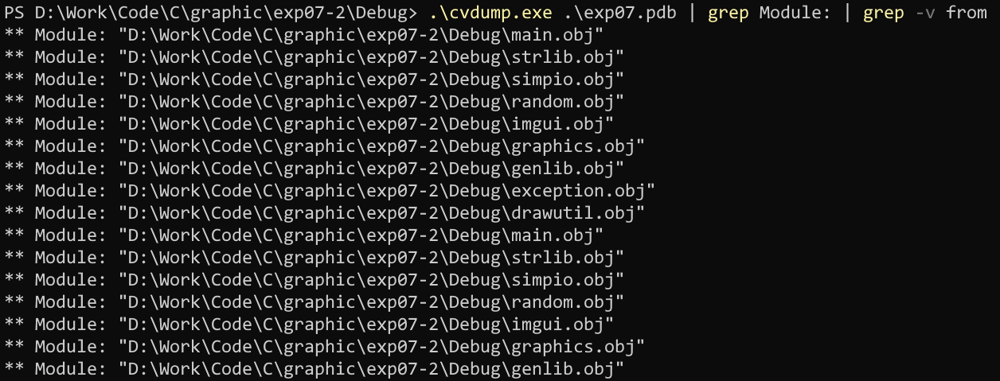 PS D:\Work\Code\C\graphic\exp07-2\Debug> .\cvdump.exe .\exp07.pdb | grep Module: | grep -v from
** Module: "D:\Work\Code\C\graphic\exp07-2\Debug\main.obj"
** Module: "D:\Work\Code\C\graphic\exp07-2\Debug\strlib.obj"
** Module: "D:\Work\Code\C\graphic\exp07-2\Debug\simpio.obj"
** Module: "D:\Work\Code\C\graphic\exp07-2\Debug\random.obj"
** Module: "D:\Work\Code\C\graphic\exp07-2\Debug\imgui.obj"
** Module: "D:\Work\Code\C\graphic\exp07-2\Debug\graphics.obj"
** Module: "D:\Work\Code\C\graphic\exp07-2\Debug\genlib.obj"
** Module: "D:\Work\Code\C\graphic\exp07-2\Debug\exception.obj"
** Module: "D:\Work\Code\C\graphic\exp07-2\Debug\drawutil.obj"
** Module: "D:\Work\Code\C\graphic\exp07-2\Debug\main.obj"
** Module: "D:\Work\Code\C\graphic\exp07-2\Debug\strlib.obj"
** Module: "D:\Work\Code\C\graphic\exp07-2\Debug\simpio.obj"
** Module: "D:\Work\Code\C\graphic\exp07-2\Debug\random.obj"
** Module: "D:\Work\Code\C\graphic\exp07-2\Debug\imgui.obj"
** Module: "D:\Work\Code\C\graphic\exp07-2\Debug\graphics.obj"
** Module: "D:\Work\Code\C\graphic\exp07-2\Debug\genlib.obj"